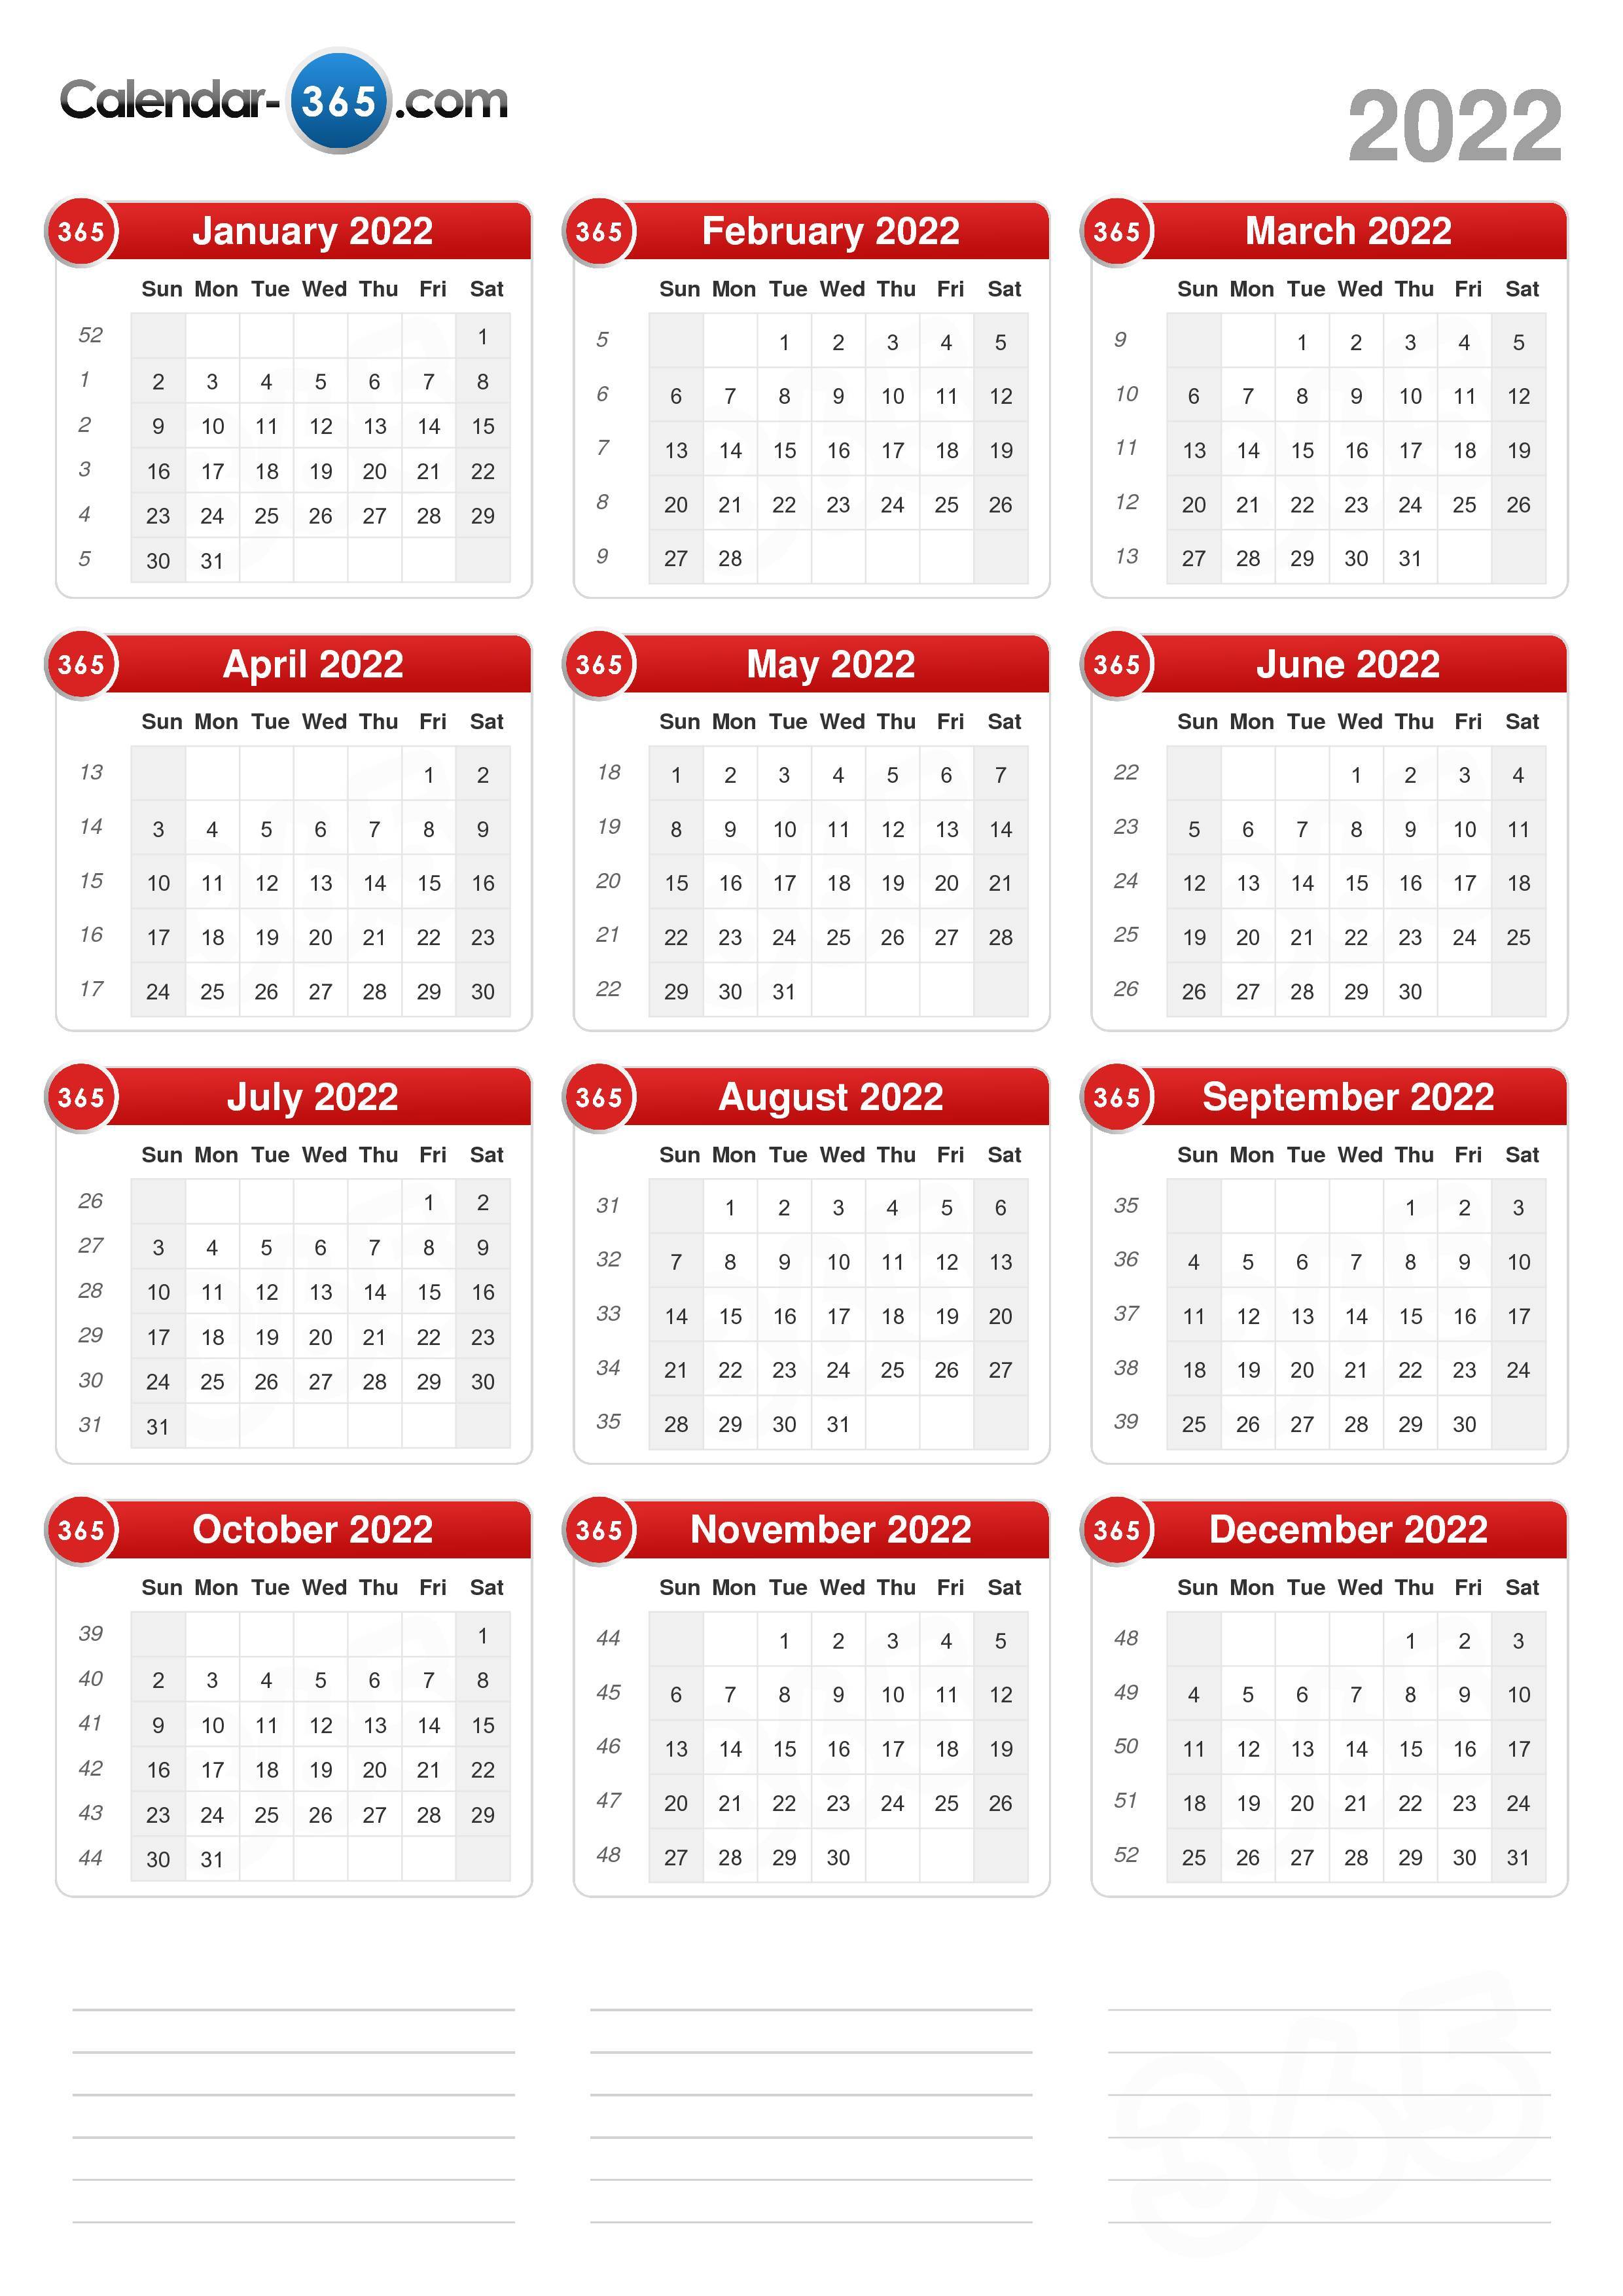 Calendar-365.com
2022
365 January 2022
Sun Mon Tue Wed Thu Fri Sat
52 1
1 2 3 4 5 6 7 8
2 9 10 11 12 13 14 15
3 16 17 18 19 20 21 22
4 23 24 25 26 27 28 29
5 30 31
365 February 2022
Sun Mon Tue Wed Thu Fri Sat
5 1 2 3 4 5
6 6 7 8 9 10 11 12
7 13 14 15 16 17 18 19
8 20 21 22 23 24 25 26
9 27 28
365 March 2022
Sun Mon Tue Wed Thu Fri Sat
9 1 2 3 4 5
10 6 7 8 9 10 11 12
11 13 14 15 16 17 18 19
12 20 21 22 23 24 25 26
13 27 28 29 30 31
365 April 2022
Sun Mon Tue Wed Thu Fri Sat
13 1 2
14 3 4 5 6 7 8 9
15 10 11 12 13 14 15 16
16 17 18 19 20 21 22 23
17 24 25 26 27 28 29 30
365 May 2022
Sun Mon Tue Wed Thu Fri Sat
18 1 2 3 4 5 6 7
19 8 9 10 11 12 13 14
20 15 16 17 18 19 20 21
21 22 23 24 25 26 27 28
22 29 30 31
365 June 2022
Sun Mon Tue Wed Thu Fri Sat
22 1 2 3 4
23 5 6 7 8 9 10 11
24 12 13 14 15 16 17 18
25 19 20 21 22 23 24 25
26 26 27 28 29 30
365 July 2022
Sun Mon Tue Wed Thu Fri Sat
26 1 2
27 3 4 5 6 7 8 9
28 10 11 12 13 14 15 16
29 17 18 19 20 21 22 23
30 24 25 26 27 28 29 30
31 31
365 August 2022
Sun Mon Tue Wed Thu Fri Sat
31 1 2 3 4 5 6
32 7 8 9 10 11 12 13
33 14 15 16 17 18 19 20
34 21 22 23 24 25 26 27
35 28 29 30 31
365 September 2022
Sun Mon Tue Wed Thu Fri Sat
35 1 2 3
36 4 5 6 7 8 9 10
37 11 12 13 14 15 16 17
38 18 19 20 21 22 23 24
39 25 26 27 28 29 30
365 October 2022
Sun Mon Tue Wed Thu Fri Sat
39 1
40 2 3 4 5 6 7 8
41 9 10 11 12 13 14 15
42 16 17 18 19 20 21 22
43 23 24 25 26 27 28 29
44 30 31
365 November 2022
Sun Mon Tue Wed Thu Fri Sat
44 1 2 3 4 5
45 6 7 8 9 10 11 12
46 13 14 15 16 17 18 19
47 20 21 22 23 24 25 26
48 27 28 29 30
365 December 2022
Sun Mon Tue Wed Thu Fri Sat
48 1 2 3
49 4 5 6 7 8 9 10
50 11 12 13 14 15 16 17
51 18 19 20 21 22 23 24
52 25 26 27 28 29 30 31
365